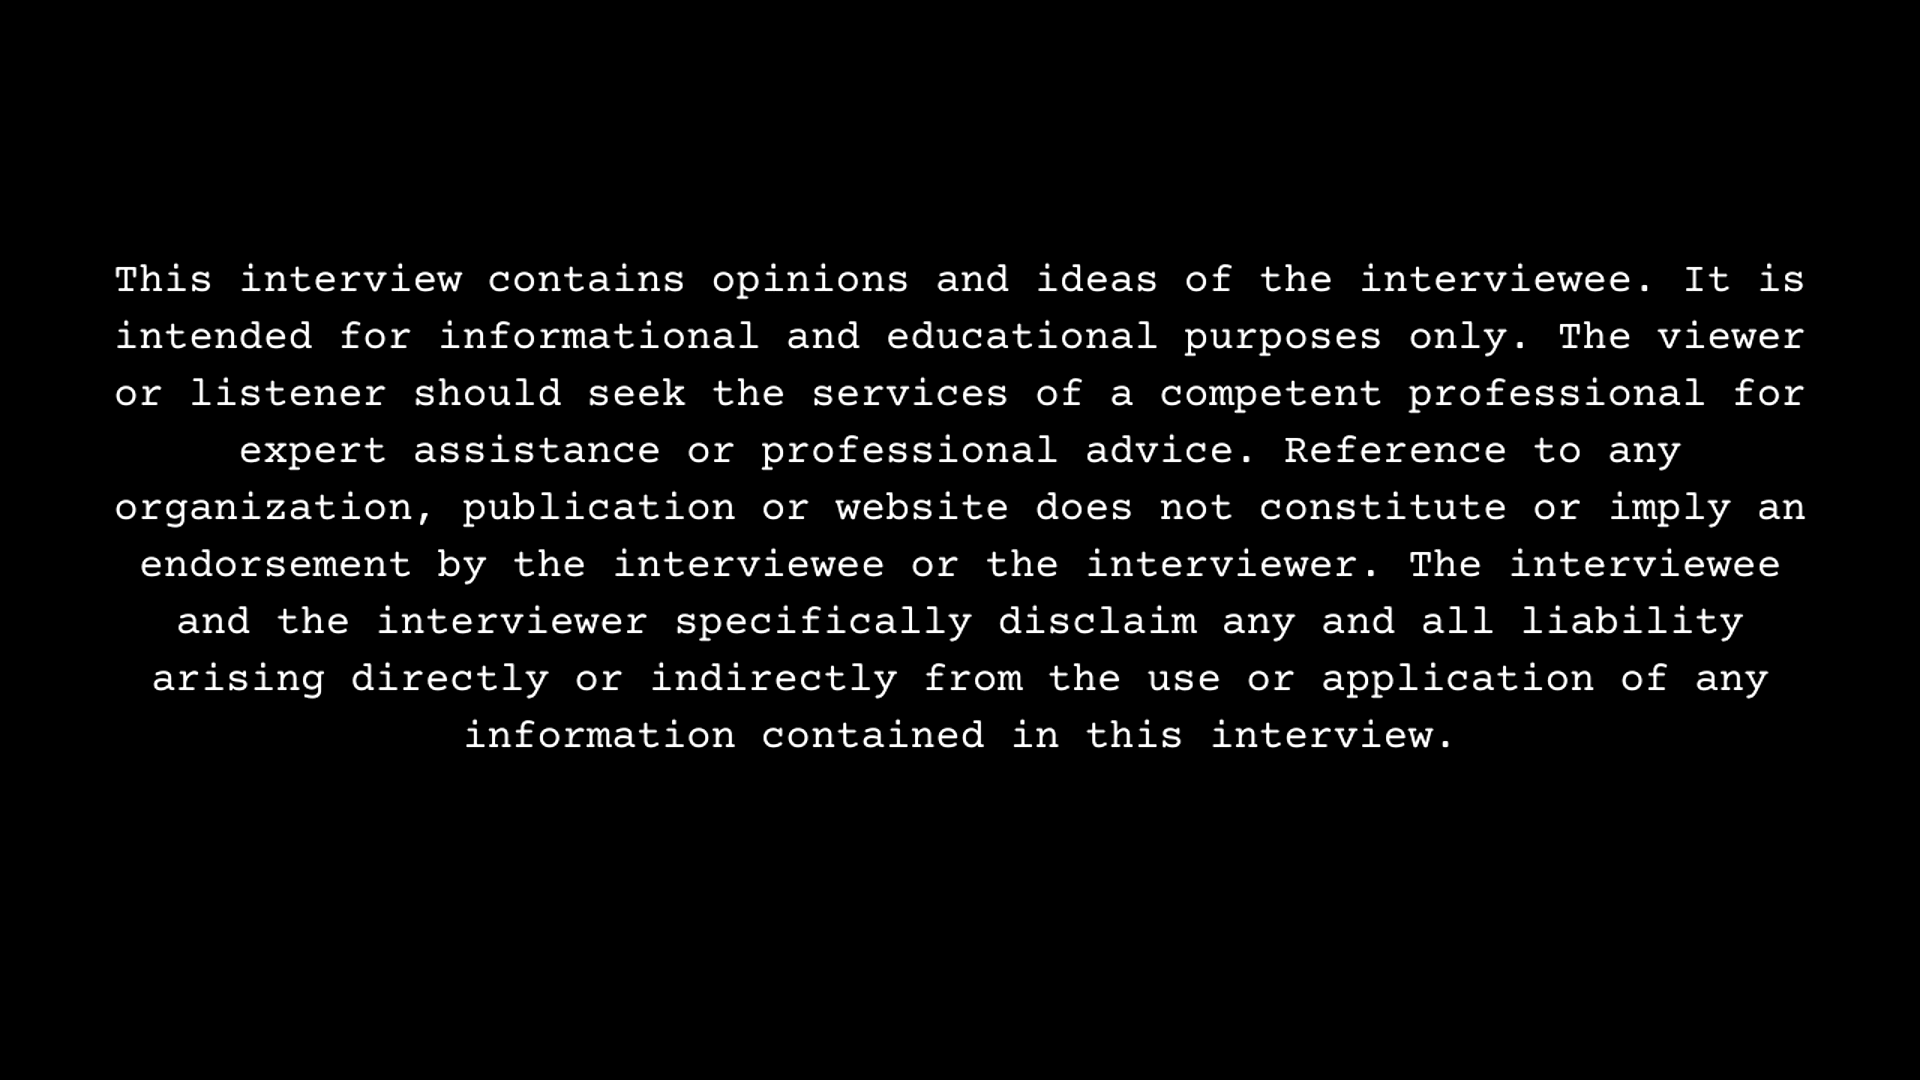 This interview contains opinions and ideas of the interviewee. It is
intended for informational and educational purposes only. The viewer
or listener should seek the services of a competent professional for
expert assistance or professional advice. Reference to any
organization, publication or website does not constitute or imply an
endorsement by the interviewee or the interviewer. The interviewee
and the interviewer specifically disclaim any and all liability
arising directly or indirectly from the use or application of any
information contained in this interview.